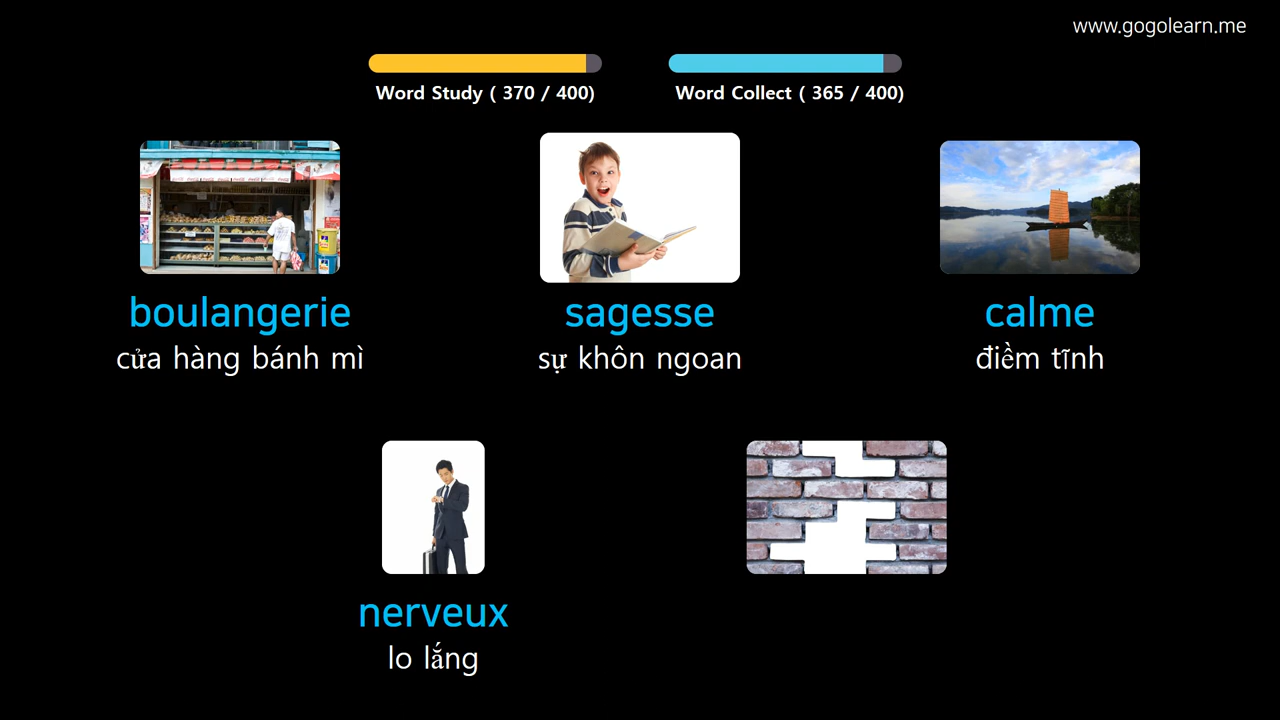 www.gogolearn.me
Word Study ( 370 / 400)
Word Collect ( 365 / 400)
boulangerie
cửa hàng bánh mì
sagesse
sự khôn ngoan
calme
điềm tĩnh
nerveux
lo lắng